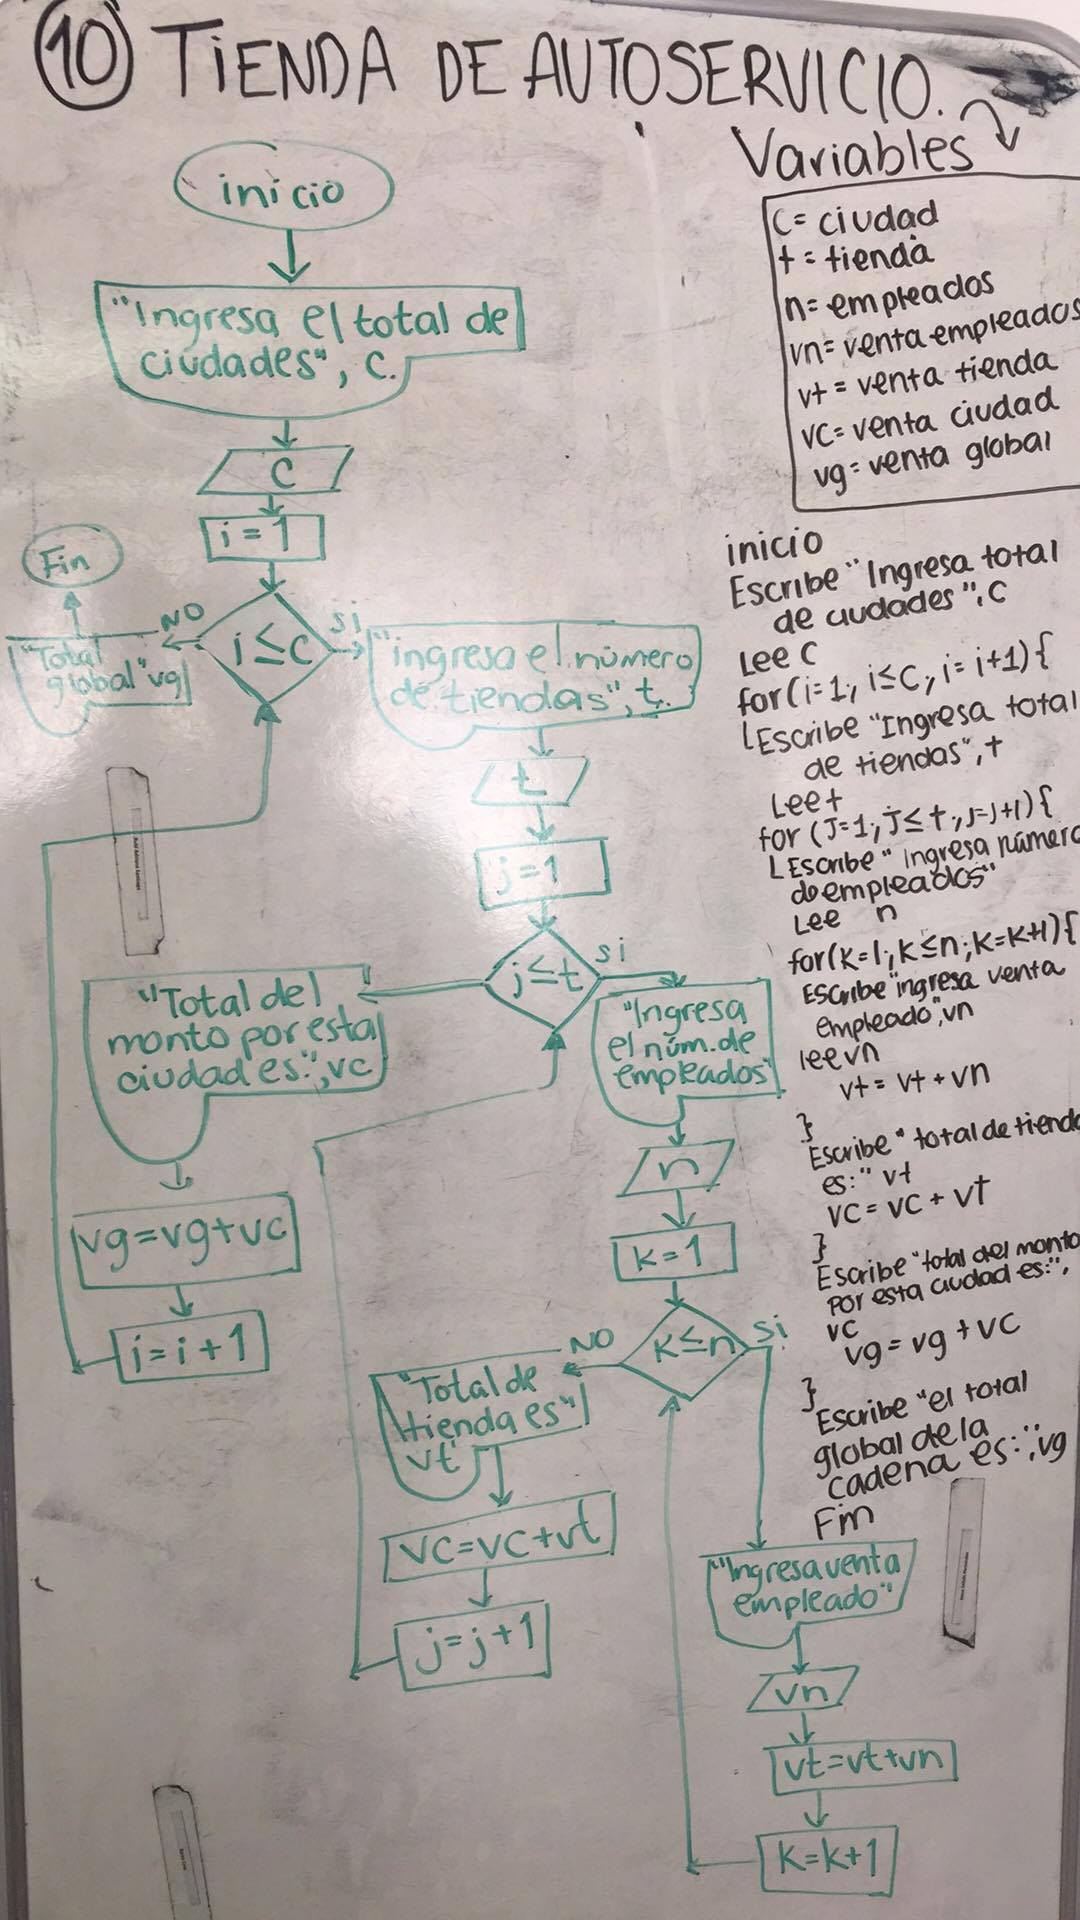 10 TIENDA DE AUTOSERVICIO.
Variables
C= ciudad
t = tienda
n= empleados
vn= venta empleados
vt = venta tienda
vc= venta ciudad
vg= venta global
inicio
"Ingresa el total de
ciudades", C.
C
i = 1
i ≤ C
NO
si
"Total
global" vg
Fin
"ingresa el número
de tiendas", t.
t
j = 1
j ≤ t
si
"Total del
monto por esta
ciudad es:", vc
vg=vg+vc
i= i + 1
"Ingresa
el núm. de
empleados"
n
k = 1
k ≤ n
NO
si
"Total de
tienda es"
vt
vc=vc+vt
j=j+1
"Ingresa venta
empleado"
vn
vt=vt+vn
k=k+1
inicio
Escribe "Ingresa total
de ciudades", C
Lee C
for(i=1; i≤C; i= i+1){
Escribe "Ingresa total
de tiendas", t
Lee t
for (J=1; J≤t; J=J+1){
Escribe "ingresa número
de empleados"
Lee n
for(k=1; k≤n; k=k+1){
Escribe "ingresa venta
empleado", vn
lee vn
vt = vt + vn
}
Escribe "total de tienda
es:" vt
vc = vc + vt
}
Escribe "total del monto
por esta ciudad es:",
vc
vg = vg + vc
}
Escribe "el total
global de la
cadena es:", vg
Fin